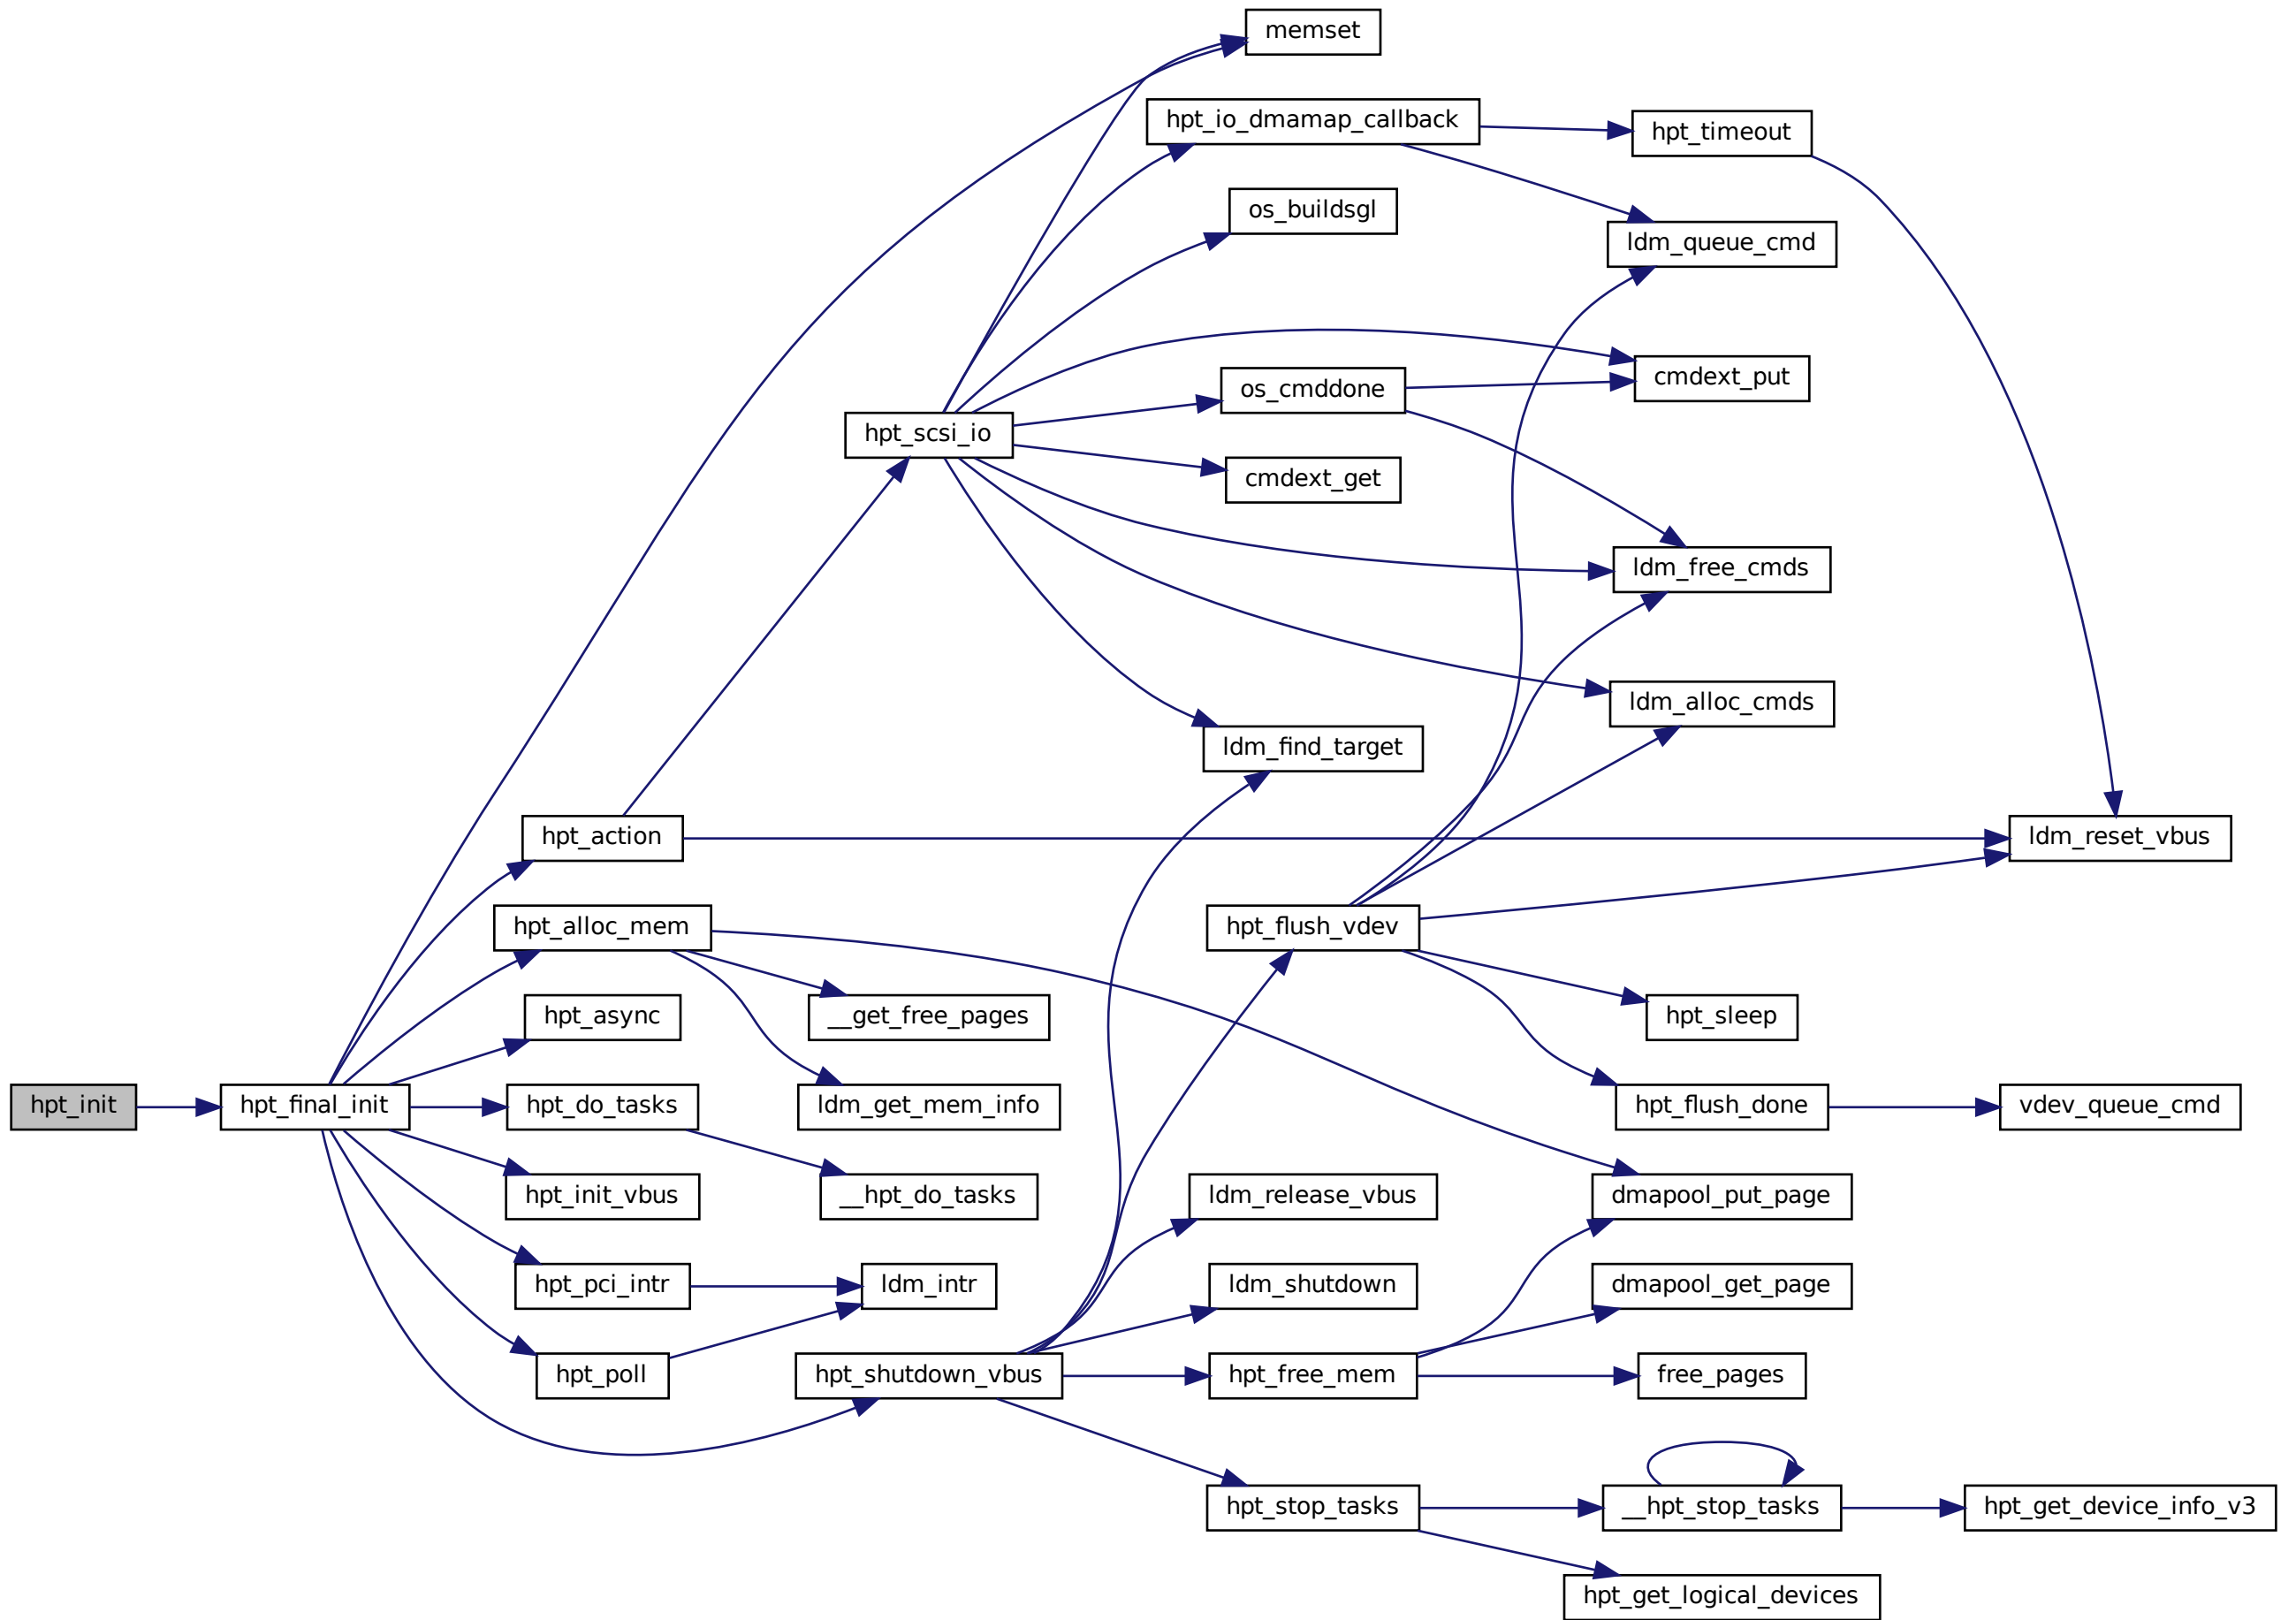 memset
hpt_io_dmamap_callback
hpt_timeout
os_buildsgl
ldm_queue_cmd
cmdext_put
os_cmddone
hpt_scsi_io
cmdext_get
ldm_free_cmds
ldm_alloc_cmds
ldm_find_target
hpt_action
ldm_reset_vbus
hpt_alloc_mem
hpt_flush_vdev
hpt_async
__get_free_pages
hpt_sleep
hpt_init
hpt_final_init
hpt_do_tasks
ldm_get_mem_info
hpt_flush_done
vdev_queue_cmd
hpt_init_vbus
__hpt_do_tasks
ldm_release_vbus
dmapool_put_page
hpt_pci_intr
ldm_intr
ldm_shutdown
dmapool_get_page
hpt_poll
hpt_shutdown_vbus
hpt_free_mem
free_pages
hpt_stop_tasks
__hpt_stop_tasks
hpt_get_device_info_v3
hpt_get_logical_devices